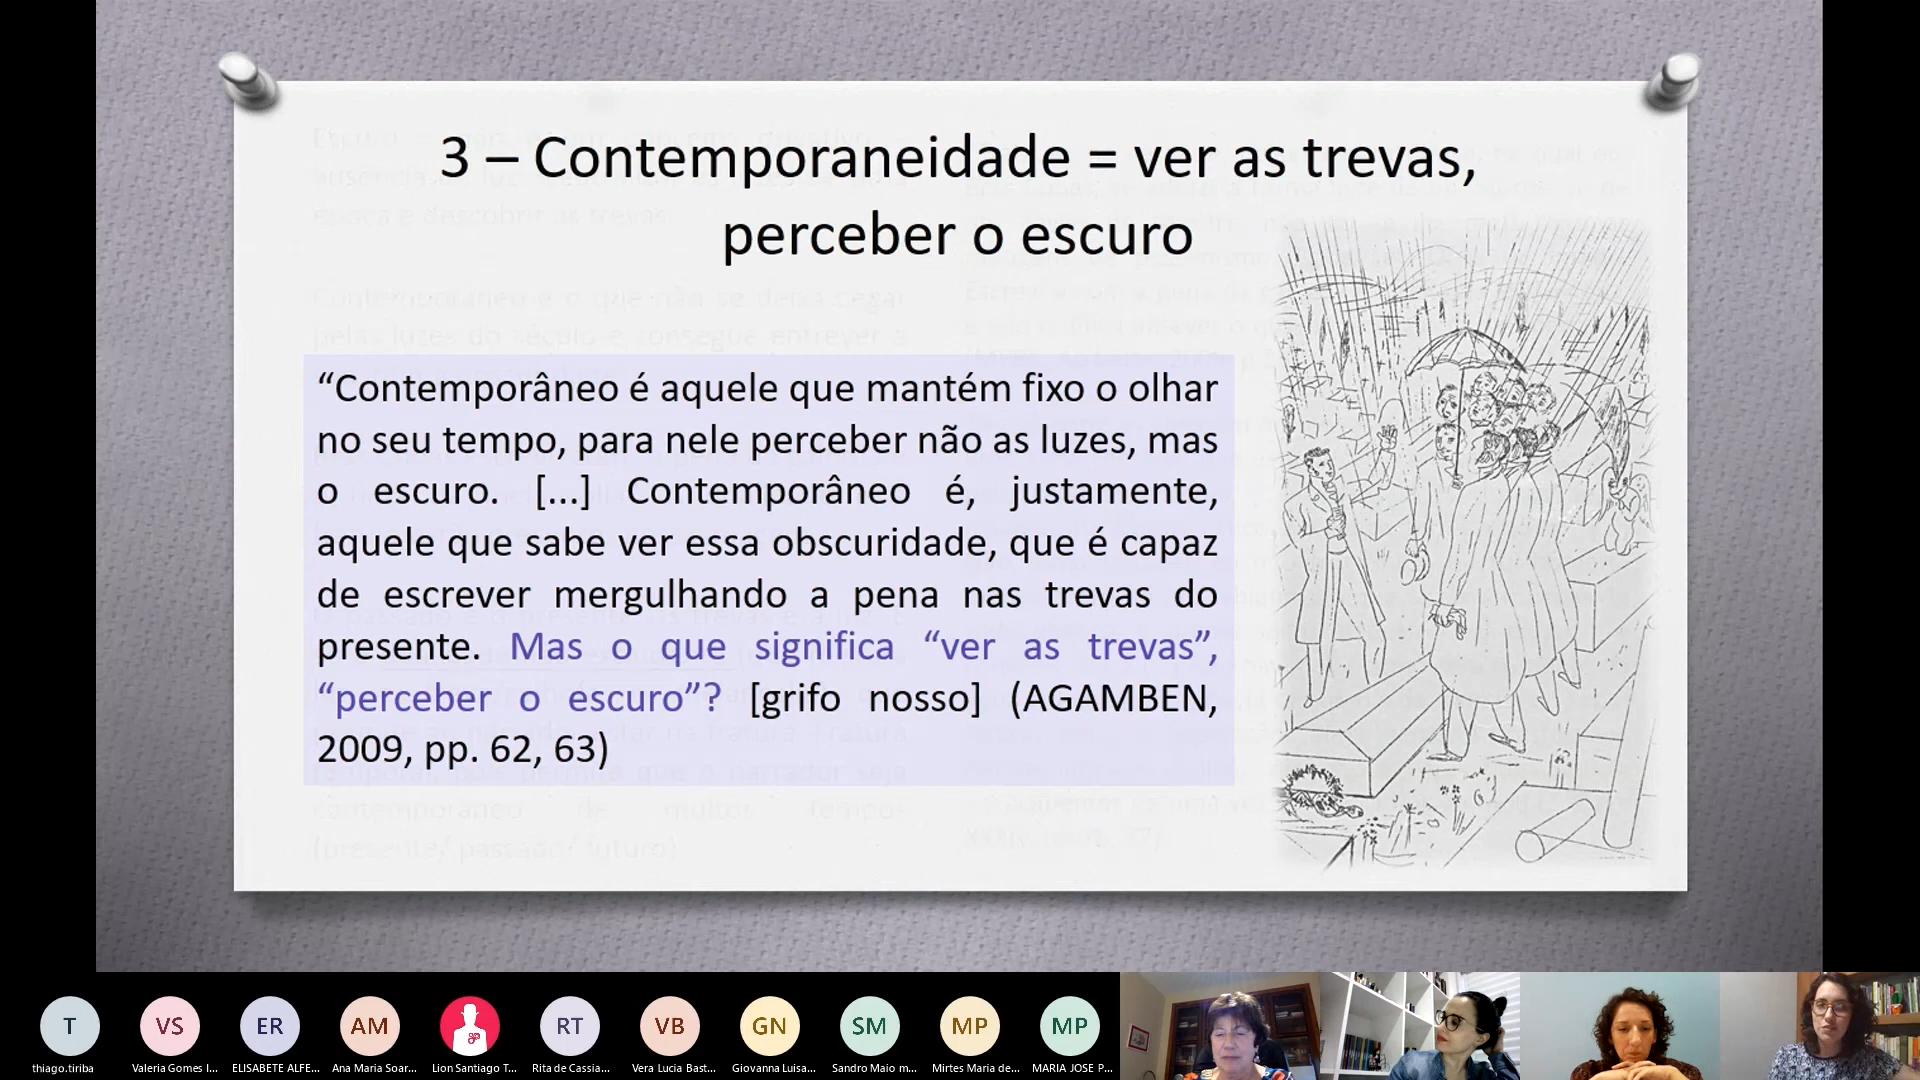 3 – Contemporaneidade = ver as trevas,
perceber o escuro
“Contemporâneo é aquele que mantém fixo o olhar
no seu tempo, para nele perceber não as luzes, mas
o escuro. [...] Contemporâneo é, justamente,
aquele que sabe ver essa obscuridade, que é capaz
de escrever mergulhando a pena nas trevas do
presente. Mas o que significa “ver as trevas”,
“perceber o escuro”? [grifo nosso] (AGAMBEN,
2009, pp. 62, 63)
T VS ER AM RT VB GN SM MP MP
thiago.tiriba Valeria Gomes I... ELISABETE ALFE... Ana Maria Soar... Lion Santiago T... Rita de Cassia... Vera Lucia Bast... Giovanna Luisa... Sandro Maio m... Mirtes Maria de... MARIA JOSE P...